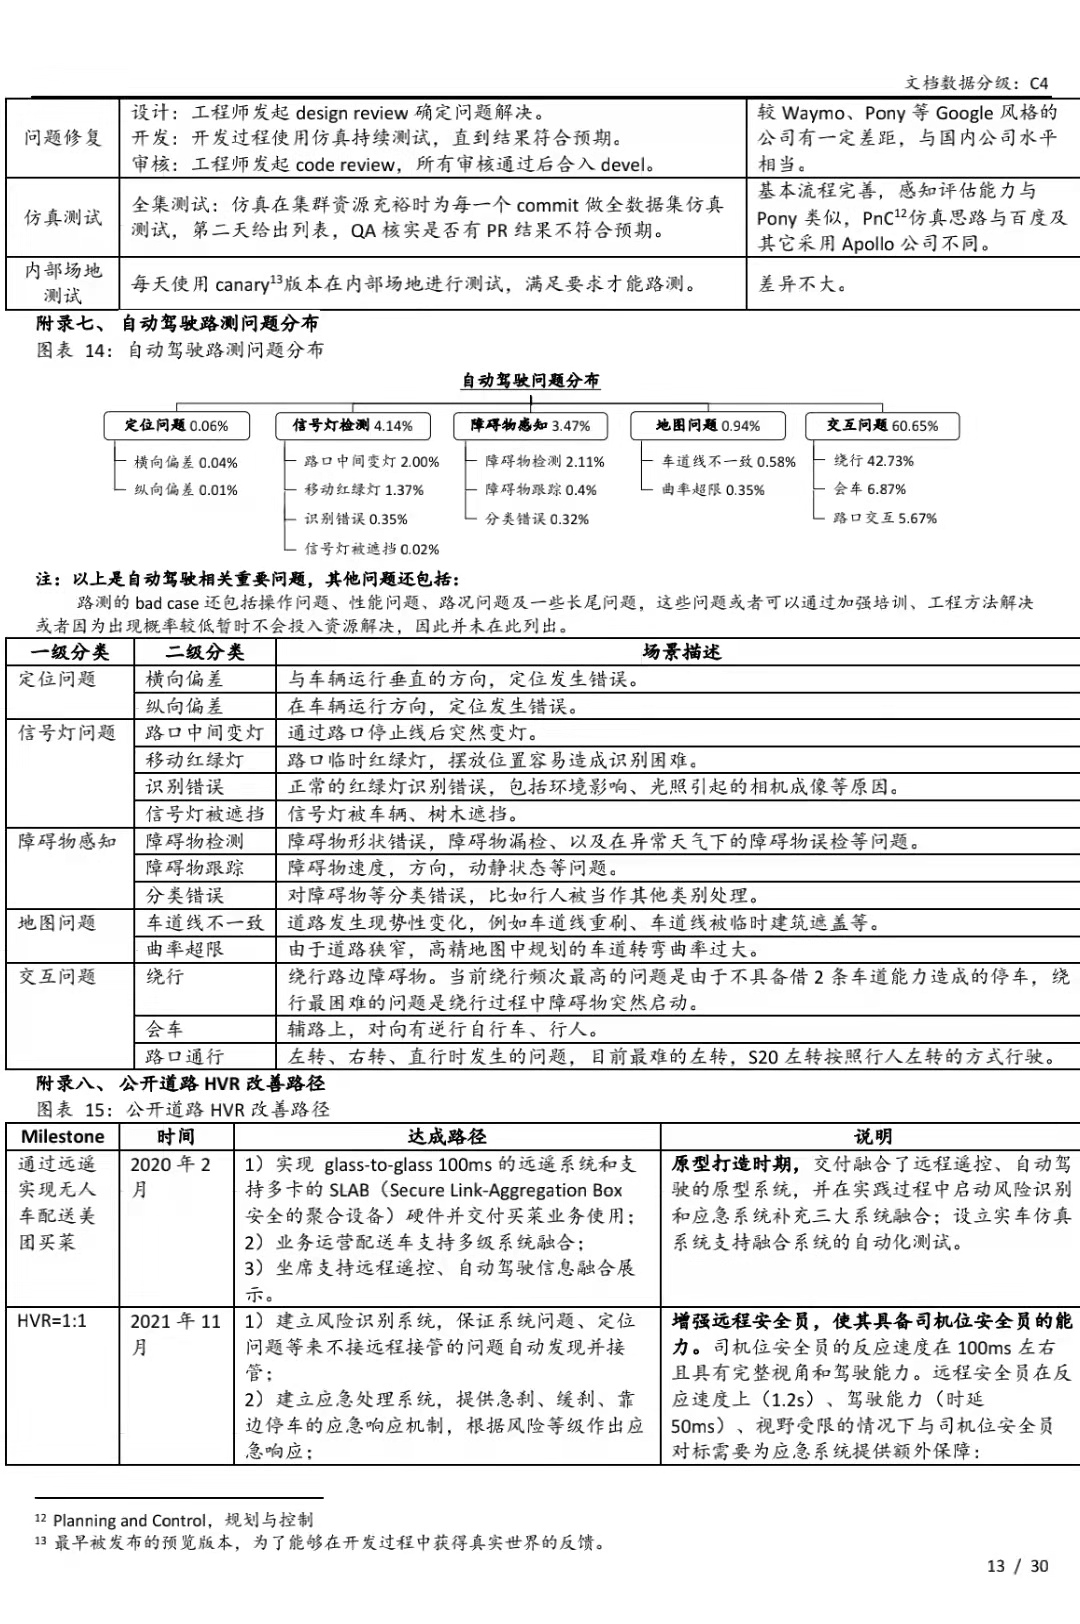 文档数据分级：C4
问题修复
设计：工程师发起 design review 确定问题解决。
开发：开发过程使用仿真持续测试，直到结果符合预期。
审核：工程师发起 code review，所有审核通过后合入 devel。
较 Waymo、Pony 等 Google 风格的
公司有一定差距，与国内公司水平
相当。
仿真测试
全集测试：仿真在集群资源充裕时为每一个 commit 做全数据集仿真
测试，第二天给出列表，QA 核实是否有 PR 结果不符合预期。
基本流程完善，感知评估能力与
Pony 类似，PnC12仿真思路与百度及
其它采用 Apollo 公司不同。
内部场地
测试
每天使用 canary13版本在内部场地进行测试，满足要求才能路测。
差异不大。
附录七、 自动驾驶路测问题分布
图表 14：自动驾驶路测问题分布
自动驾驶问题分布
定位问题 0.06%
横向偏差 0.04%
纵向偏差 0.01%
信号灯检测 4.14%
路口中间变灯 2.00%
移动红绿灯 1.37%
识别错误 0.35%
信号灯被遮挡 0.02%
障碍物感知 3.47%
障碍物检测 2.11%
障碍物跟踪 0.4%
分类错误 0.32%
地图问题 0.94%
车道线不一致 0.58%
曲率超限 0.35%
交互问题 60.65%
绕行 42.73%
会车 6.87%
路口交互 5.67%
注：以上是自动驾驶相关重要问题，其他问题还包括：
路测的 bad case 还包括操作问题、性能问题、路况问题及一些长尾问题，这些问题或者可以通过加强培训、工程方法解决
或者因为出现概率较低暂时不会投入资源解决，因此并未在此列出。
一级分类 二级分类 场景描述
定位问题 横向偏差 与车辆运行垂直的方向，定位发生错误。
纵向偏差 在车辆运行方向，定位发生错误。
信号灯问题 路口中间变灯 通过路口停止线后突然变灯。
移动红绿灯 路口临时红绿灯，摆放位置容易造成识别困难。
识别错误 正常的红绿灯识别错误，包括环境影响、光照引起的相机成像等原因。
信号灯被遮挡 信号灯被车辆、树木遮挡。
障碍物感知 障碍物检测 障碍物形状错误，障碍物漏检、以及在异常天气下的障碍物误检等问题。
障碍物跟踪 障碍物速度，方向，动静状态等问题。
分类错误 对障碍物等分类错误，比如行人被当作其他类别处理。
地图问题 车道线不一致 道路发生现势性变化，例如车道线重刷、车道线被临时建筑遮盖等。
曲率超限 由于道路狭窄，高精地图中规划的车道转弯曲率过大。
交互问题 绕行 绕行路边障碍物。当前绕行频次最高的问题是由于不具备借 2 条车道能力造成的停车，绕
行最困难的问题是绕行过程中障碍物突然启动。
会车 辅路上，对向有逆行自行车、行人。
路口通行 左转、右转、直行时发生的问题，目前最难的左转，S20 左转按照行人左转的方式行驶。
附录八、 公开道路 HVR 改善路径
图表 15：公开道路 HVR 改善路径
Milestone 时间 达成路径 说明
通过远遥
实现无人
车配送美
团买菜
2020 年 2
月
1）实现 glass-to-glass 100ms 的远遥系统和支
持多卡的 SLAB（Secure Link-Aggregation Box
安全的聚合设备）硬件并交付买菜业务使用；
2）业务运营配送车支持多级系统融合；
3）坐席支持远程遥控、自动驾驶信息融合展
示。
原型打造时期，交付融合了远程遥控、自动驾
驶的原型系统，并在实践过程中启动风险识别
和应急系统补充三大系统融合；设立实车仿真
系统支持融合系统的自动化测试。
HVR=1:1
2021 年 11
月
1）建立风险识别系统，保证系统问题、定位
问题等来不接远程接管的问题自动发现并接
管；
2）建立应急处理系统，提供急刹、缓刹、靠
边停车的应急响应机制，根据风险等级作出应
急响应；
增强远程安全员，使其具备司机位安全员的能
力。司机位安全员的反应速度在 100ms 左右
且具有完整视角和驾驶能力。远程安全员在反
应速度上（1.2s）、驾驶能力（时延
50ms）、视野受限的情况下与司机位安全员
对标需要为应急系统提供额外保障：
12 Planning and Control，规划与控制
13 最早被发布的预览版本，为了能够在开发过程中获得真实世界的反馈。
13 / 30